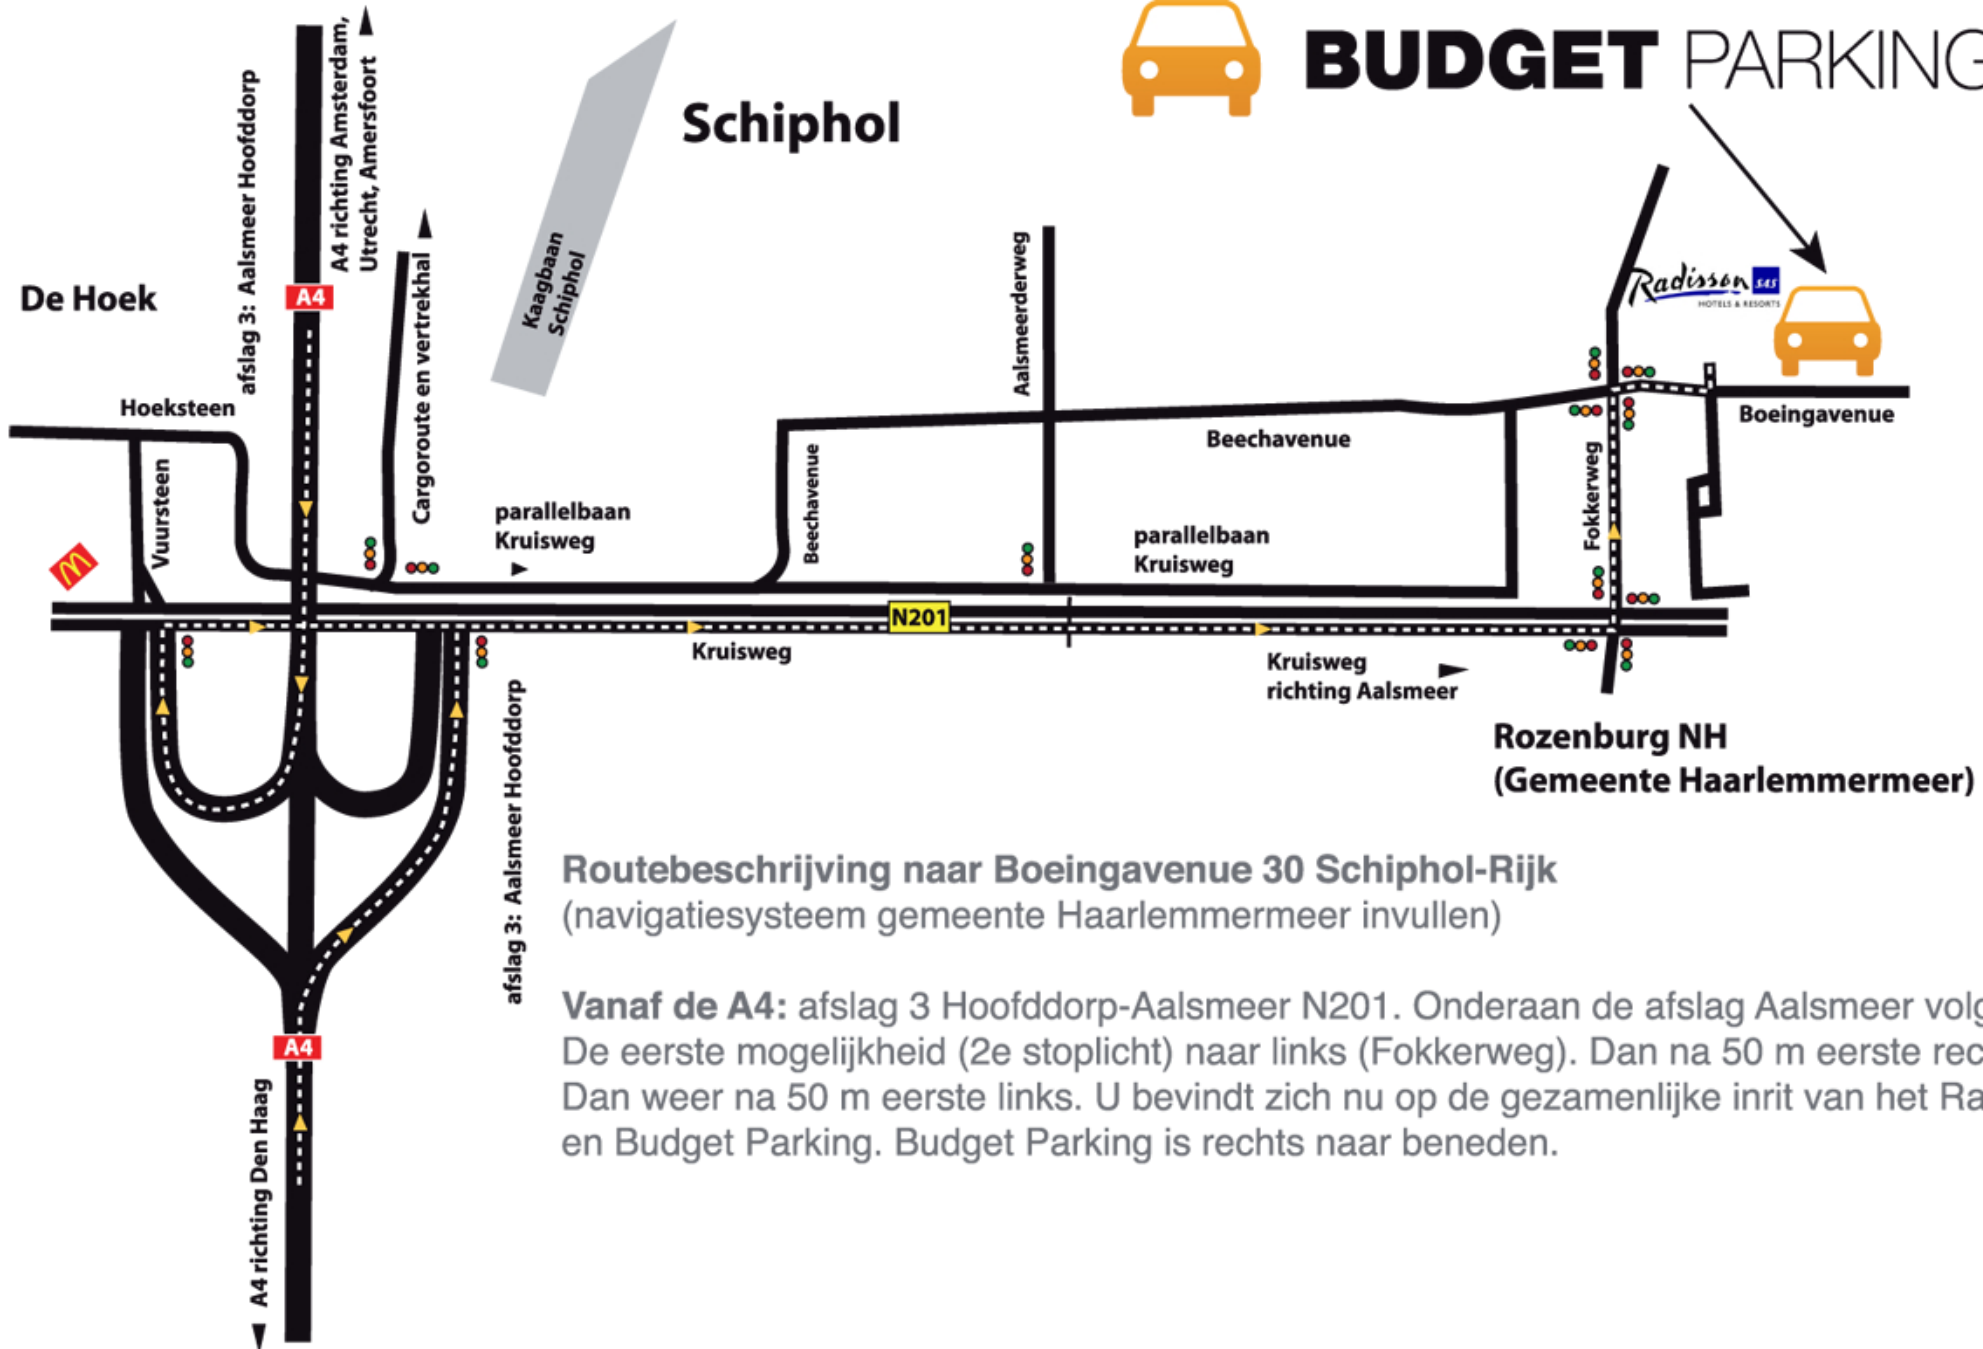 BUDGET PARKING
Schiphol
A4 richting Amsterdam,
Utrecht, Amersfoort
afslag 3: Aalsmeer Hoofddorp
A4
De Hoek
Cargoroute en vertrekhal
Kaagbaan
Schiphol
Aalsmeerderweg
Radisson SAS
HOTELS & RESORTS
Hoeksteen
Boeingavenue
Beechavenue
Vuursteen
Beechavenue
Fokkerweg
parallelbaan
Kruisweg
parallelbaan
Kruisweg
N201
Kruisweg
Kruisweg
richting Aalsmeer
afslag 3: Aalsmeer Hoofddorp
Rozenburg NH
(Gemeente Haarlemmermeer)
Routebeschrijving naar Boeingavenue 30 Schiphol-Rijk
(navigatiesysteem gemeente Haarlemmermeer invullen)
Vanaf de A4: afslag 3 Hoofddorp-Aalsmeer N201. Onderaan de afslag Aalsmeer
De eerste mogelijkheid (2e stoplicht) naar links (Fokkerweg). Dan na 50 m eerste
Dan weer na 50 m eerste links. U bevindt zich nu op de gezamenlijke inrit van het
en Budget Parking. Budget Parking is rechts naar beneden.
A4
A4 richting Den Haag